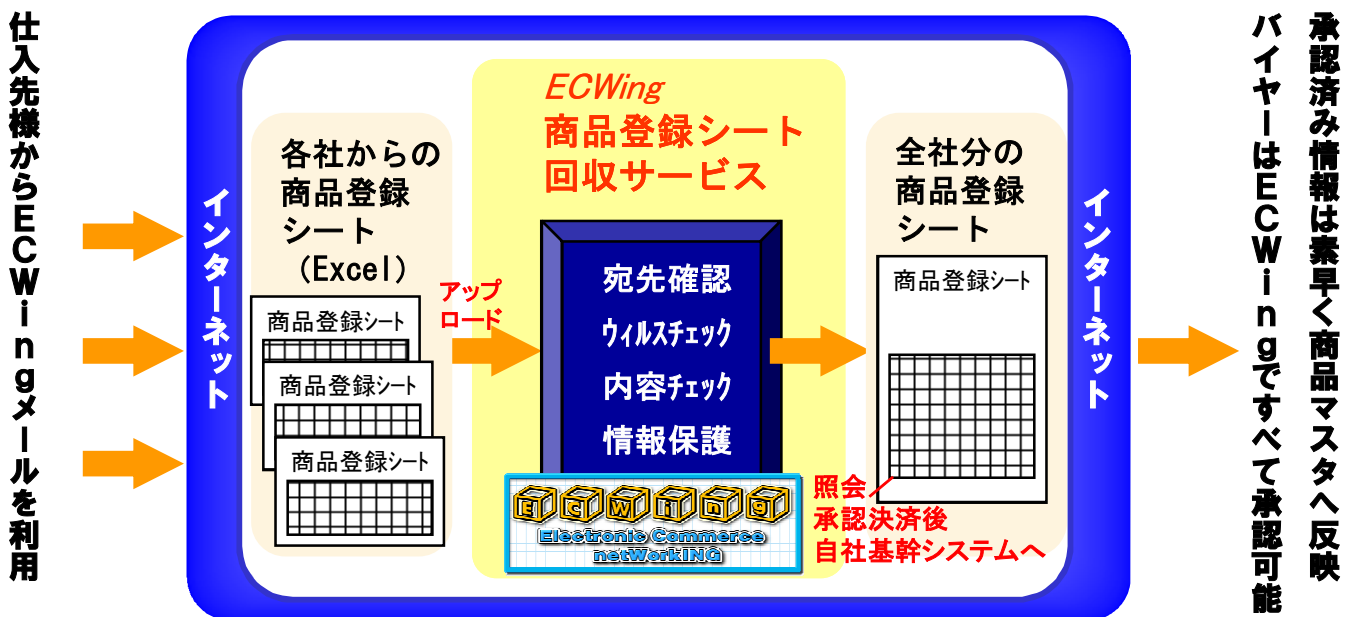 仕入先様からECWingメールを利用
インターネット
各社からの
商品登録
シート
(Excel)
商品登録シート
商品登録シート
商品登録シート
アップ
ロード
ECWing
商品登録シート
回収サービス
宛先確認
ウィルスチェック
内容チェック
情報保護
ECWing
Electronic Commerce
netWorkING
全社分の
商品登録
シート
商品登録シート
照会/
承認決済後
自社基幹システムへ
インターネット
承認済み情報は素早く商品マスタへ反映
バイヤーはECWingですべて承認可能